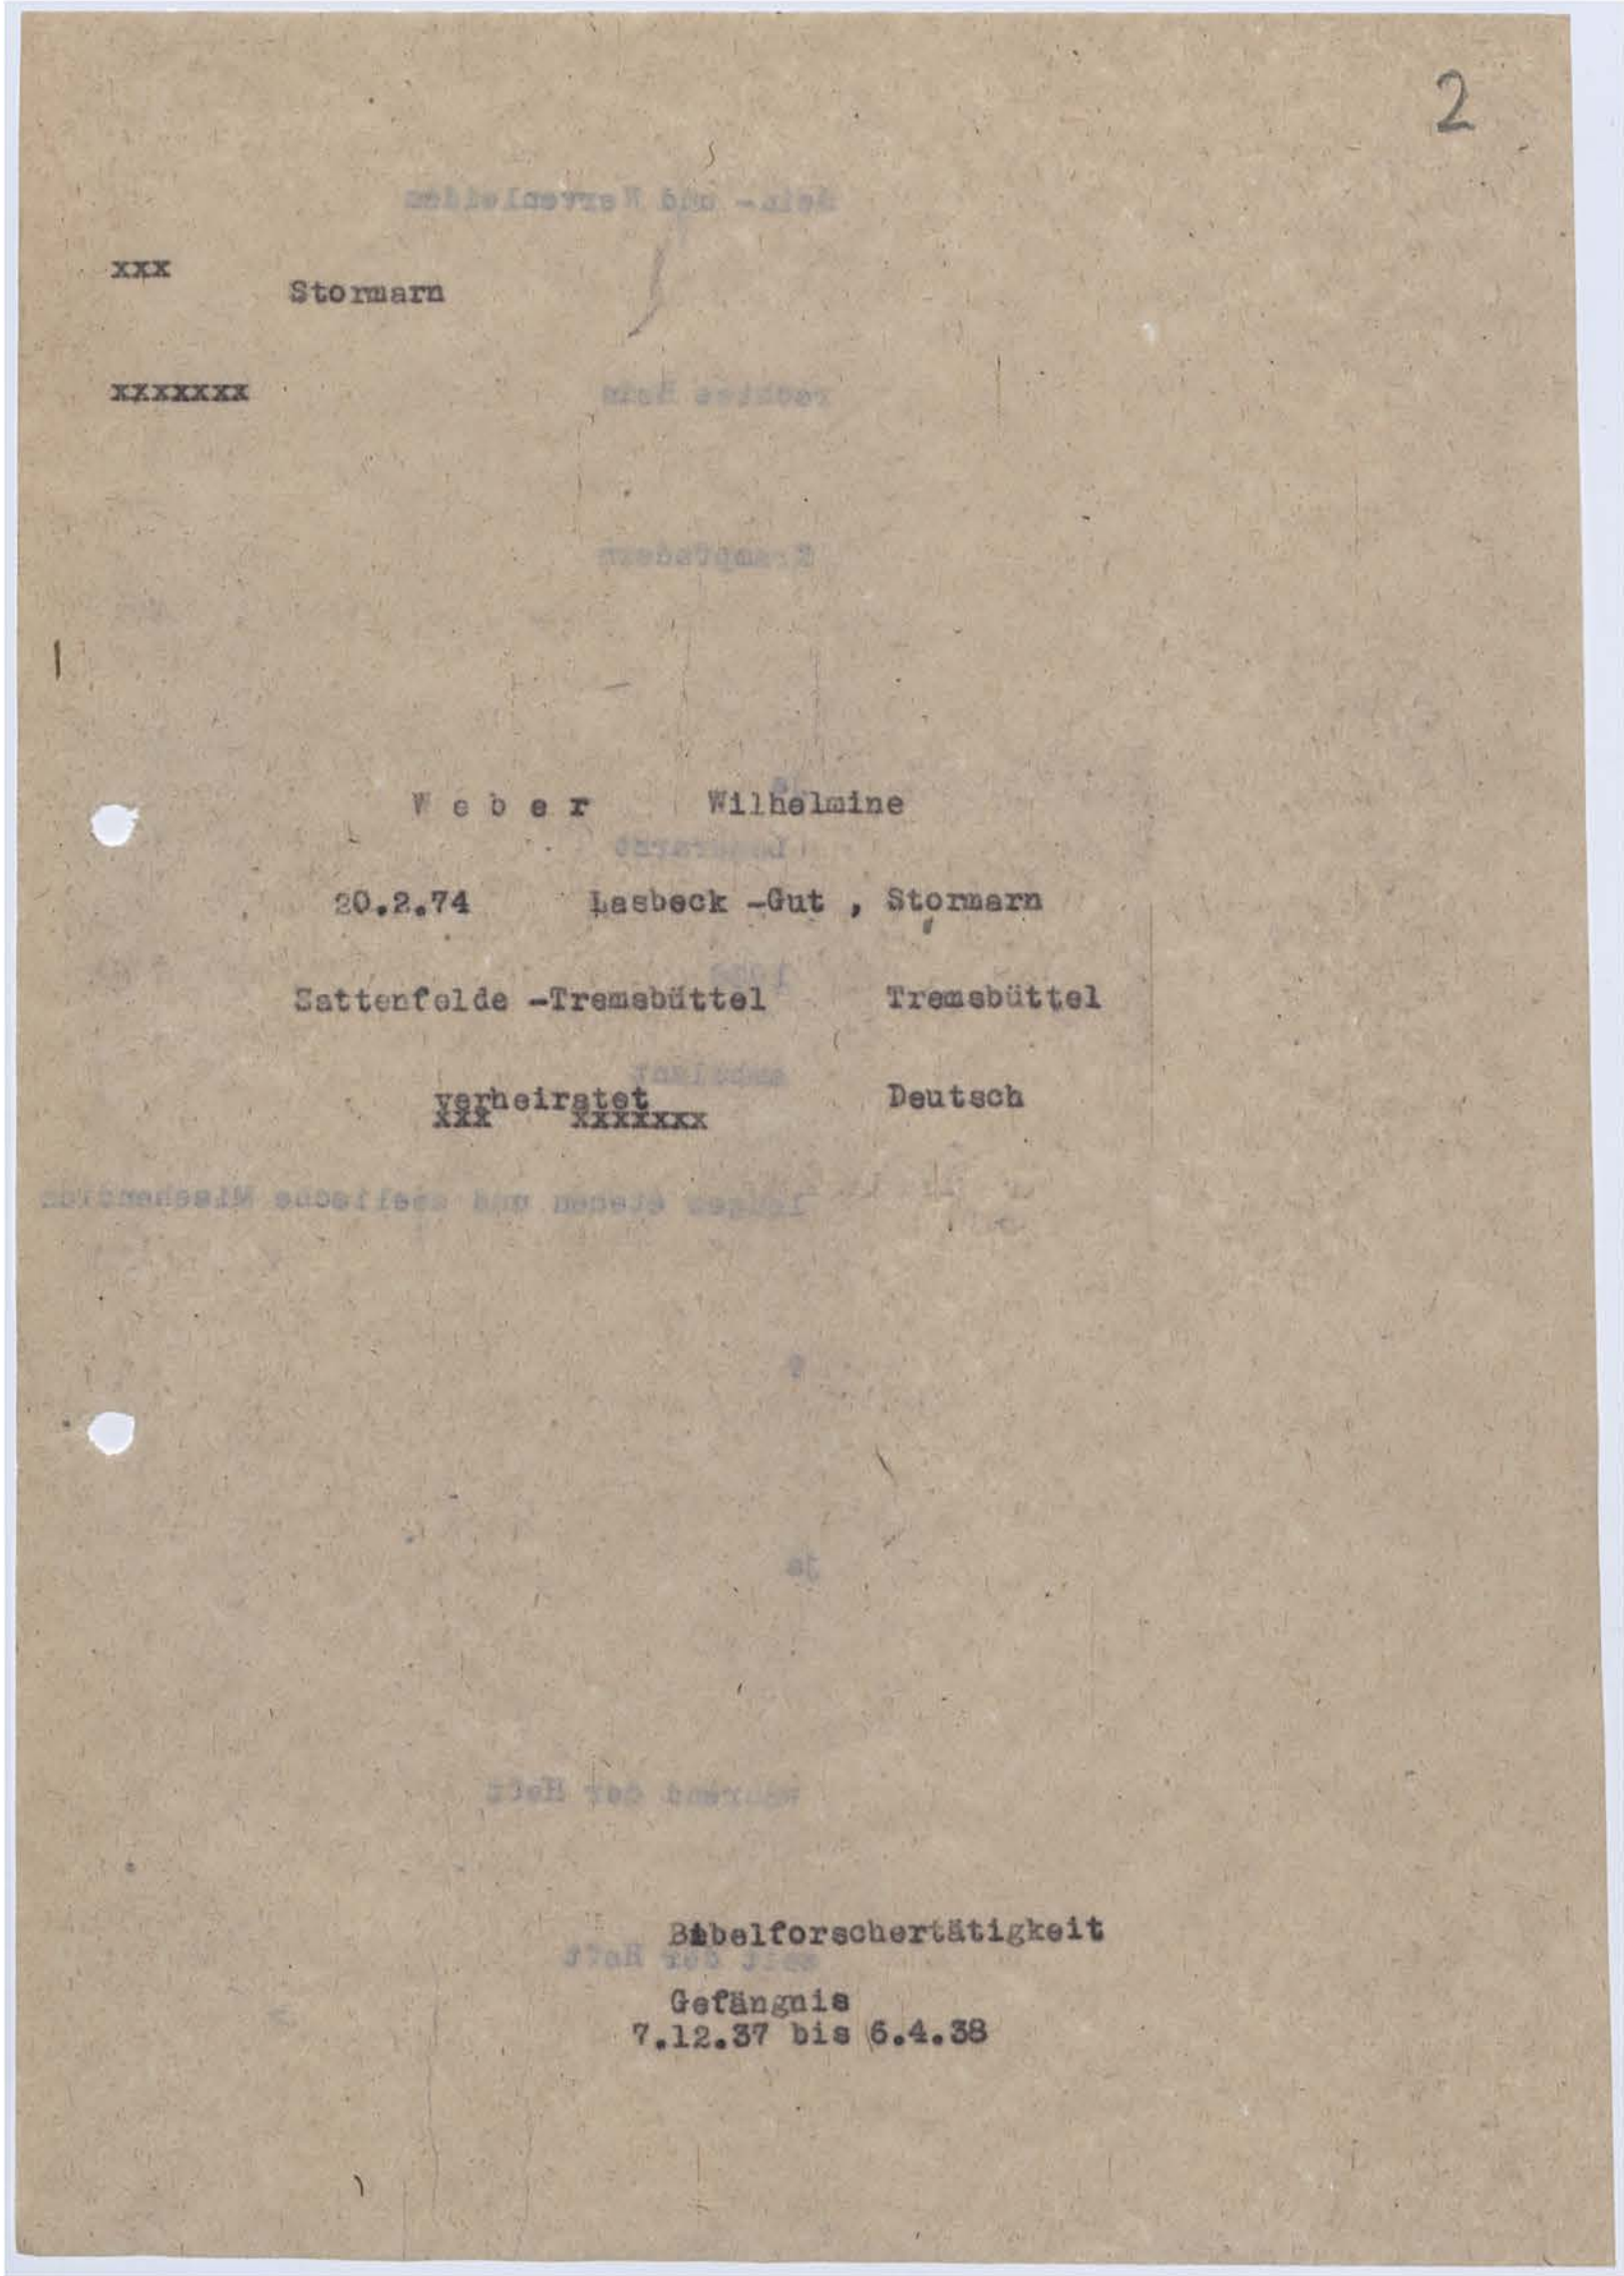 2
xxx
Stormarn
xxxxxxx
Weber Wilhelmine
20.2.74 Lasbeck -Gut , Stormarn
Sattenfelde -Tremsbüttel Tremsbüttel
verheiratet Deutsch
xxx xxxxxxx
Bibelforschertätigkeit
Gefängnis
7.12.37 bis 6.4.38